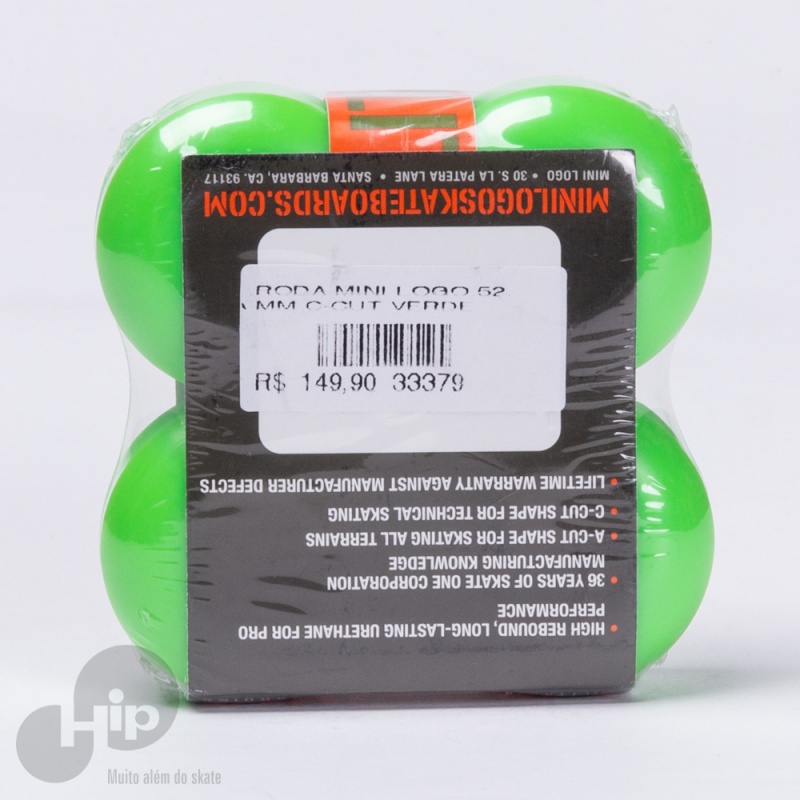 MINI LOGO • 30 S. LA PATERA LANE • SANTA BARBARA, CA. 93117
MINILOGOSKATEBOARDS.COM
RODA MINI LOGO 52
MM C-CUT VERDE
R$ 149,90 33379
• LIFETIME WARRANTY AGAINST MANUFACTURER DEFECTS
• C-CUT SHAPE FOR TECHNICAL SKATING
• A-CUT SHAPE FOR SKATING ALL TERRAINS
• 36 YEARS OF SKATE ONE CORPORATION
MANUFACTURING KNOWLEDGE
• HIGH REBOUND, LONG-LASTING URETHANE FOR PRO
PERFORMANCE
Hip
Muito além do skate